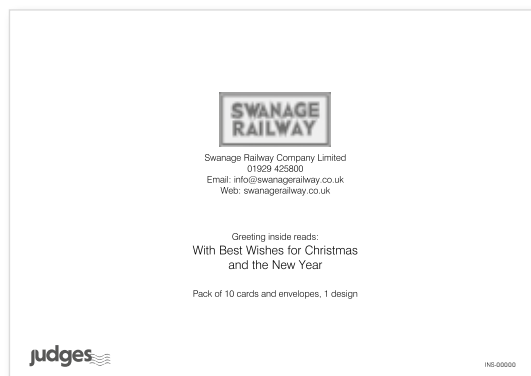 SWANAGE
RAILWAY
Swanage Railway Company Limited
01929 425800
Email: info@swanagerailway.co.uk
Web: swanagerailway.co.uk
Greeting inside reads:
With Best Wishes for Christmas
and the New Year
Pack of 10 cards and envelopes, 1 design
judges
INS-00000